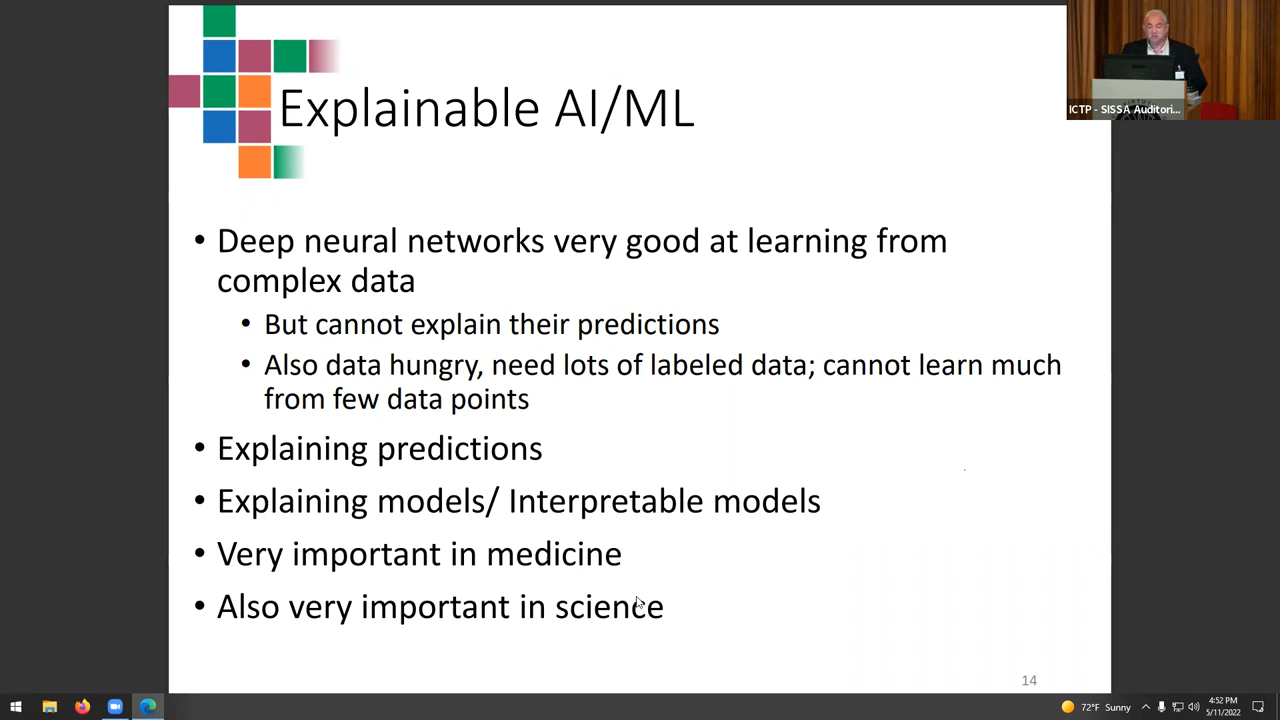 Explainable AI/ML
ICTP - SISSA Auditori...
• Deep neural networks very good at learning from
complex data
• But cannot explain their predictions
• Also data hungry, need lots of labeled data; cannot learn much
from few data points
• Explaining predictions
• Explaining models/ Interpretable models
• Very important in medicine
• Also very important in science
14
72°F Sunny
4:52 PM
5/11/2022